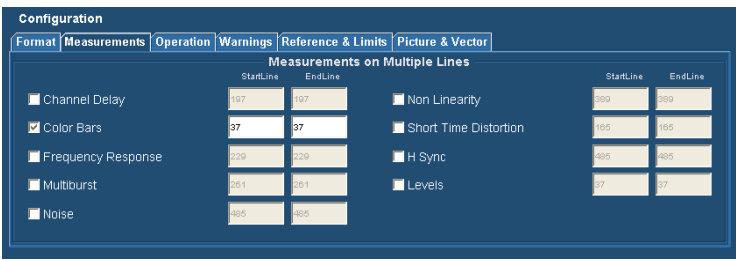 Configuration
Format Measurements Operation Warnings Reference & Limits Picture & Vector
Measurements on Multiple Lines
StartLine EndLine StartLine EndLine
Channel Delay 197 197 Non Linearity 389 389
Color Bars 37 37 Short Time Distortion 165 165
Frequency Response 229 229 H Sync 485 485
Multiburst 261 261 Levels 37 37
Noise 485 485